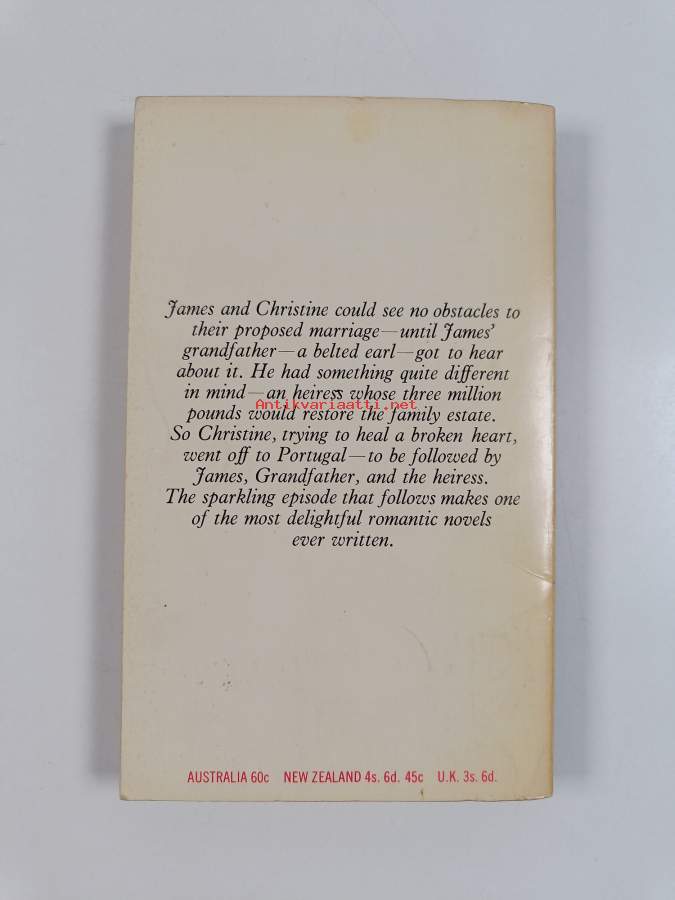 James and Christine could see no obstacles to
their proposed marriage—until James'
grandfather—a belted earl—got to hear
about it. He had something quite different
in mind—an heiress whose three million
Antikvariaatti.net
pounds would restore the family estate.
So Christine, trying to heal a broken heart,
went off to Portugal—to be followed by
James, Grandfather, and the heiress.
The sparkling episode that follows makes one
of the most delightful romantic novels
ever written.
AUSTRALIA 60c NEW ZEALAND 4s. 6d. 45c U.K. 3s. 6d.